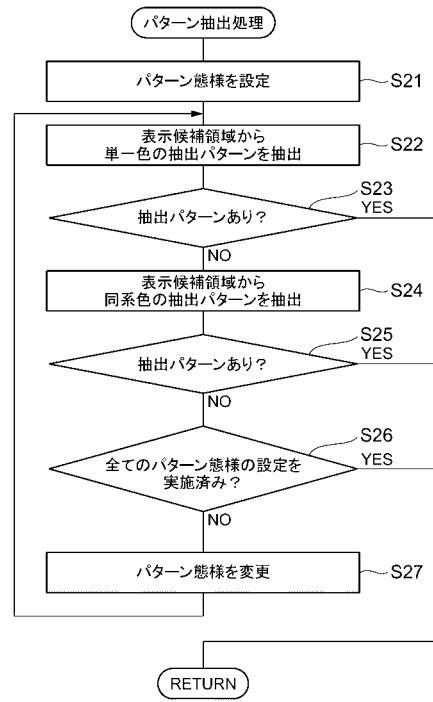 パターン抽出処理
パターン態様を設定
S21
表示候補領域から
単一色の抽出パターンを抽出
S22
S23
抽出パターンあり？
YES
NO
表示候補領域から
同系色の抽出パターンを抽出
S24
S25
抽出パターンあり？
YES
NO
S26
全てのパターン態様の設定を
実施済み？
YES
NO
パターン態様を変更
S27
RETURN